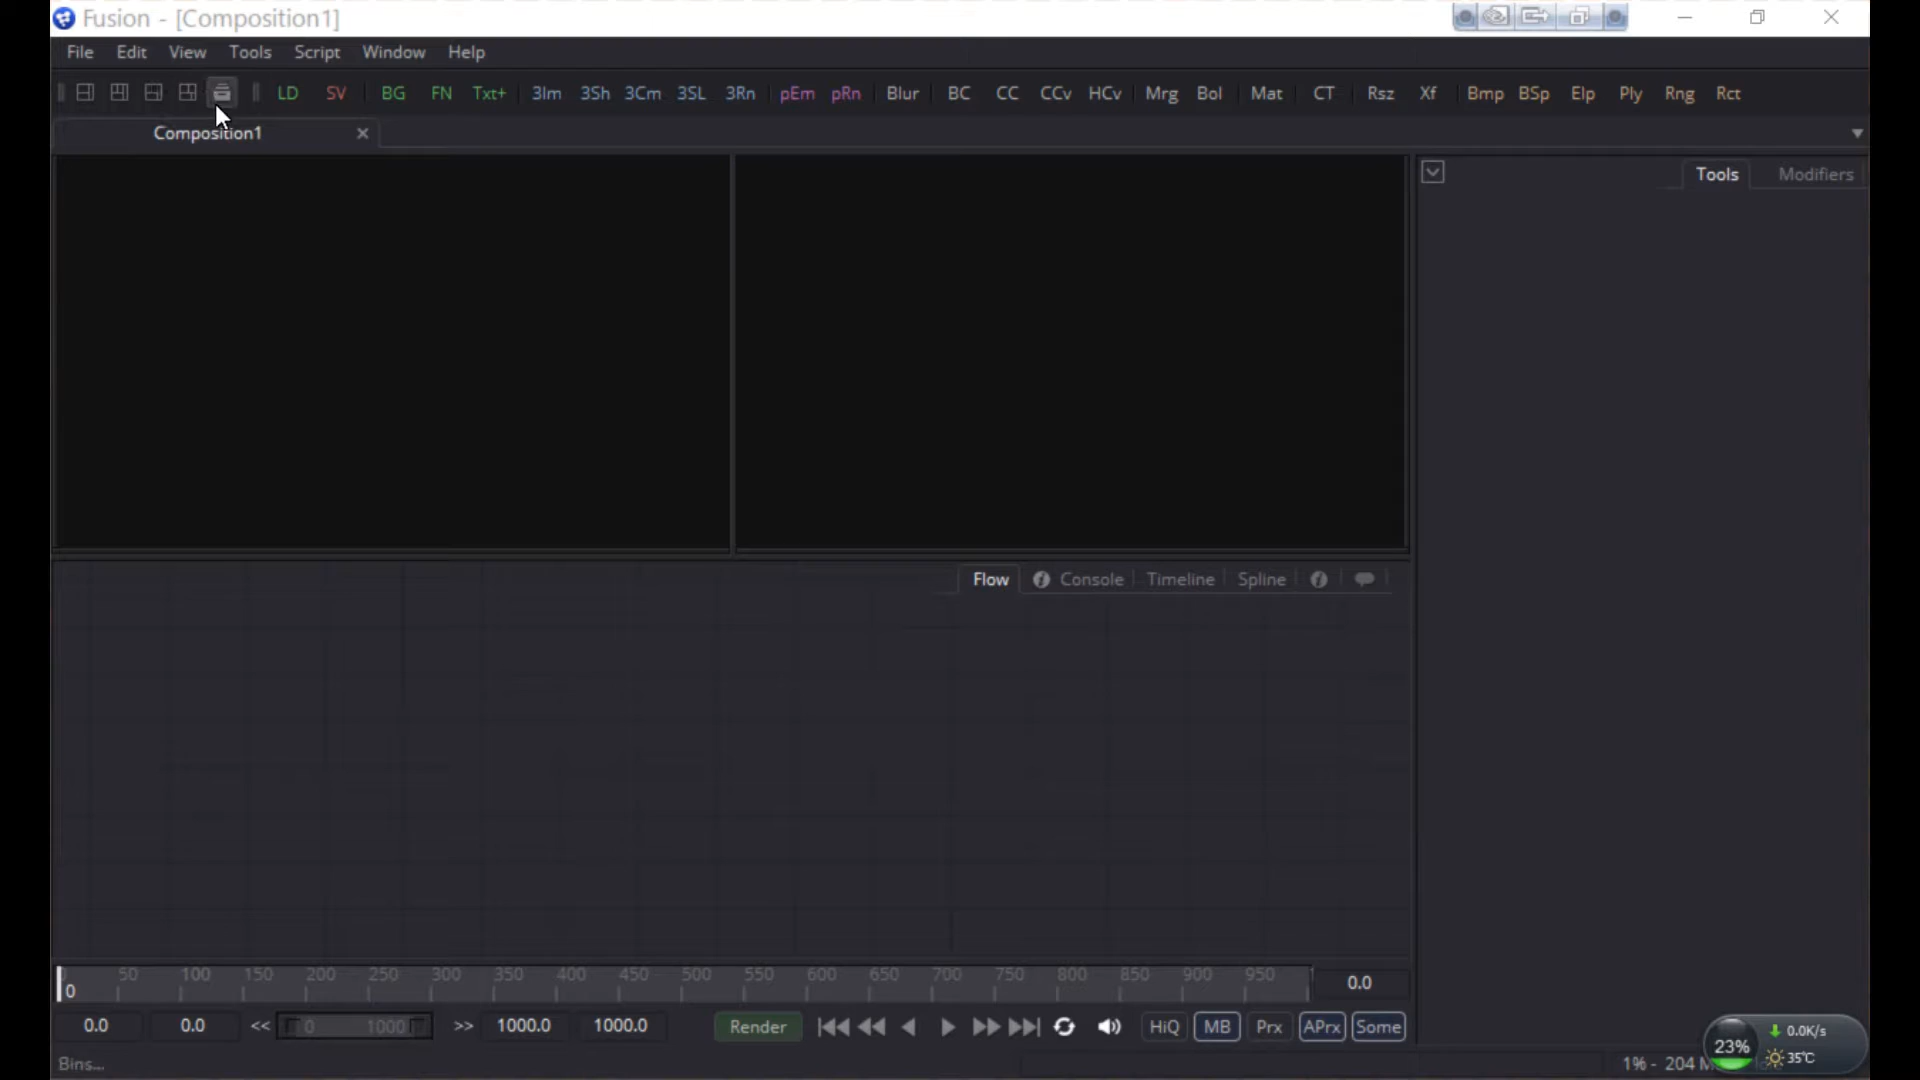 Fusion - [Composition1]
File Edit View Tools Script Window Help
LD SV BG FN Txt+ 3Im 3Sh 3Cm 3SL 3Rn pEm pRn Blur BC CC CCv HCv Mrg Bol Mat CT Rsz Xf Bmp BSp Elp Ply Rng Rct
Composition1
Tools Modifiers
Flow Console Timeline Spline
50 100 150 200 250 300 350 400 450 500 550 600 650 700 750 800 850 900 950
0 0.0
0.0 0.0 << 0 1000 >> 1000.0 1000.0 Render HiQ MB Prx APrx Some
Bins... 1% - 204 M
23% 0.0K/s
35℃